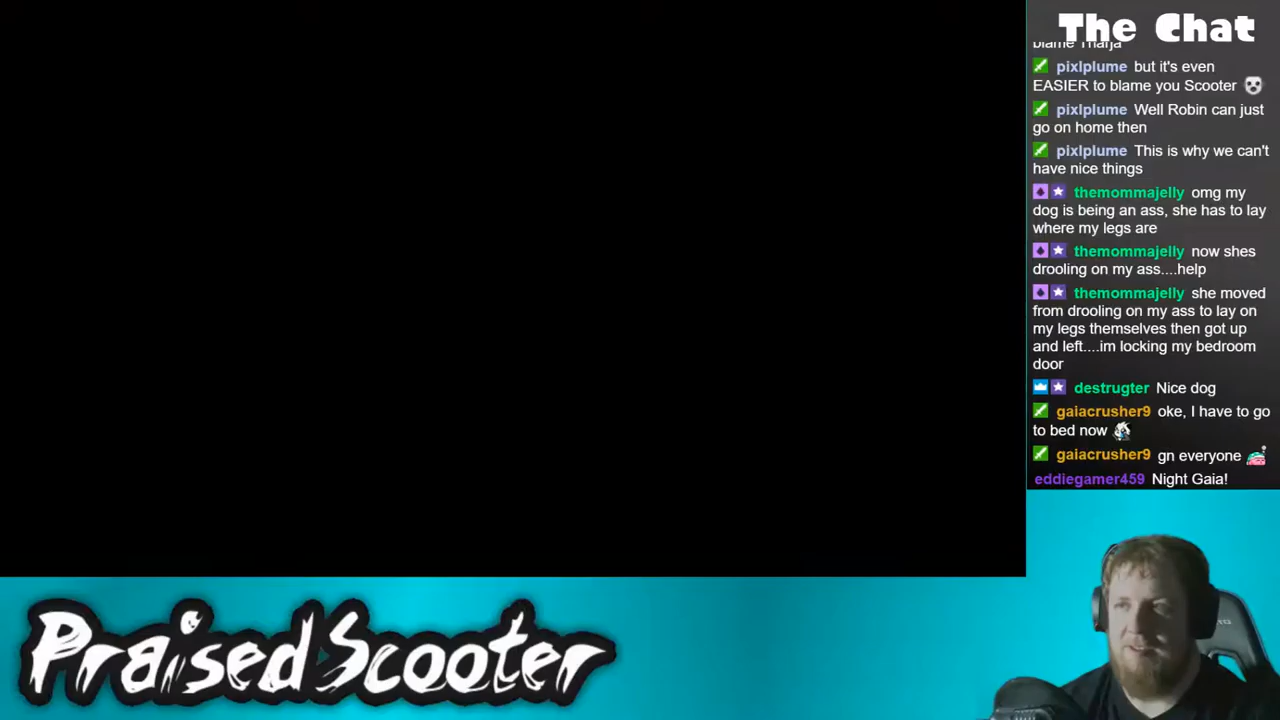 The Chat
blame Tharja
pixlplume but it's even
EASIER to blame you Scooter
pixlplume Well Robin can just
go on home then
pixlplume This is why we can't
have nice things
themommajelly omg my
dog is being an ass, she has to lay
where my legs are
themommajelly now shes
drooling on my ass....help
themommajelly she moved
from drooling on my ass to lay on
my legs themselves then got up
and left....im locking my bedroom
door
destrugter Nice dog
gaiacrusher9 oke, I have to go
to bed now
gaiacrusher9 gn everyone
eddiegamer459 Night Gaia!
PraisedScooter